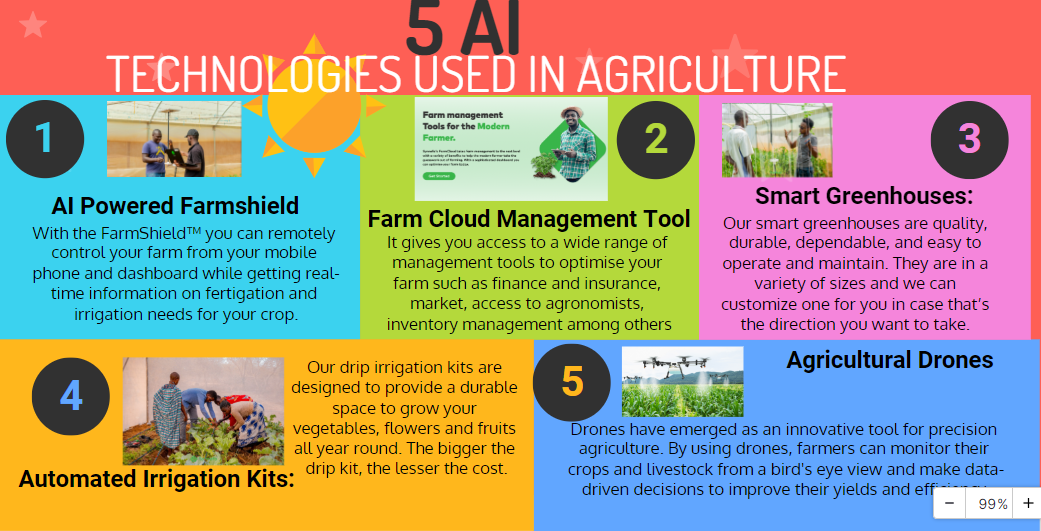 5 AI
TECHNOLOGIES USED IN AGRICULTURE
1
AI Powered Farmshield
With the FarmShield™ you can remotely
control your farm from your mobile
phone and dashboard while getting real-
time information on fertigation and
irrigation needs for your crop.
Farm management
Tools for the Modern
Farmer.
Get Started
2
Farm Cloud Management Tool
It gives you access to a wide range of
management tools to optimise your
farm such as finance and insurance,
market, access to agronomists,
inventory management among others
3
Smart Greenhouses:
Our smart greenhouses are quality,
durable, dependable, and easy to
operate and maintain. They are in a
variety of sizes and we can
customize one for you in case that's
the direction you want to take.
4
Our drip irrigation kits are
designed to provide a durable
space to grow your
vegetables, flowers and fruits
all year round. The bigger the
drip kit, the lesser the cost.
Automated Irrigation Kits:
5
Agricultural Drones
Drones have emerged as an innovative tool for precision
agriculture. By using drones, farmers can monitor their
crops and livestock from a bird's eye view and make data-
driven decisions to improve their yields and efficiency.
− 99% +